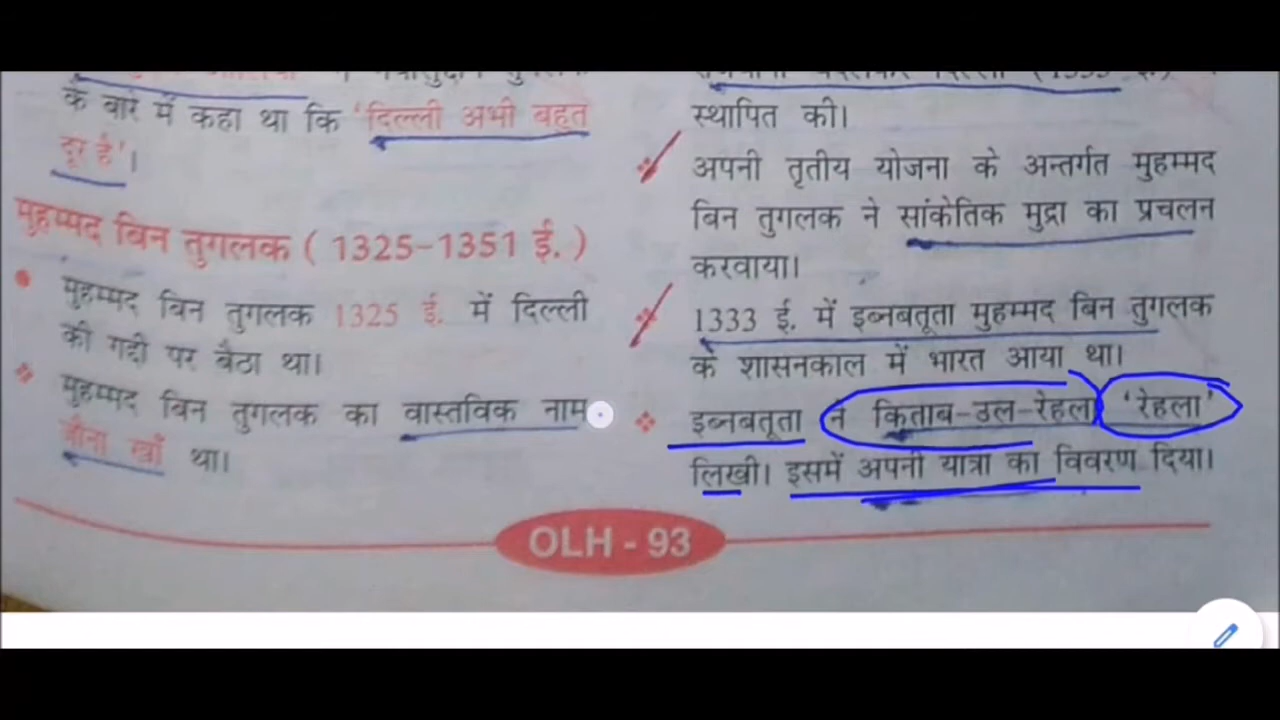 के बारे में कहा था कि 'दिल्ली अभी बहुत
दूर है'।
मुहम्मद बिन तुगलक ( 1325-1351 ई. )
मुहम्मद बिन तुगलक 1325 ई. में दिल्ली
की गद्दी पर बैठा था।
मुहम्मद बिन तुगलक का वास्तविक नाम
जौना खाँ था।
स्थापित की।
अपनी तृतीय योजना के अन्तर्गत मुहम्मद
बिन तुगलक ने सांकेतिक मुद्रा का प्रचलन
करवाया।
1333 ई. में इब्नबतूता मुहम्मद बिन तुगलक
के शासनकाल में भारत आया था।
इब्नबतूता ने किताब-उल-रेहला 'रेहला'
लिखी। इसमें अपनी यात्रा का विवरण दिया।
OLH - 93